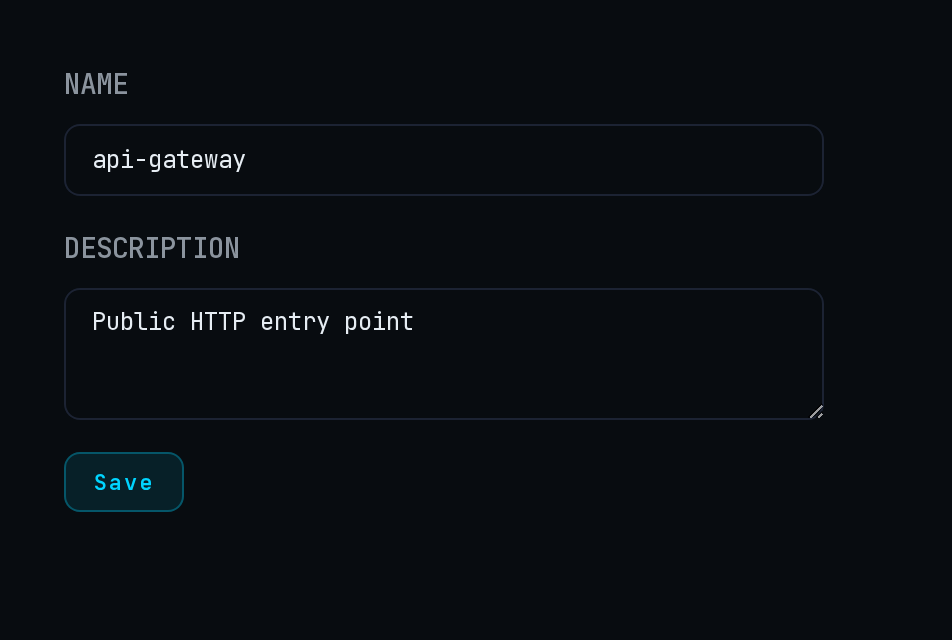 NAME
api-gateway
DESCRIPTION
Public HTTP entry point
Save